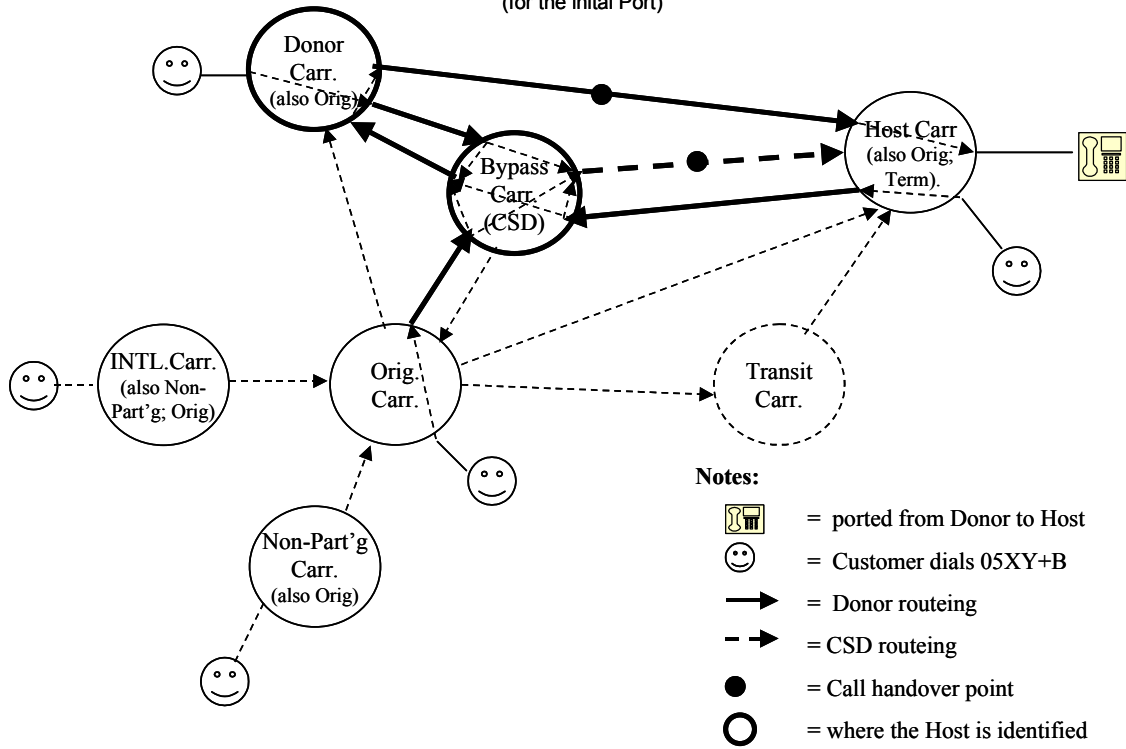 (for the Inital Port)
Donor
Carr.
(also Orig)
Bypass
Carr.
(CSD)
Host Carr
(also Orig;
Term).
INTL.Carr.
(also Non-
Part'g; Orig)
Orig.
Carr.
Transit
Carr.
Non-Part'g
Carr.
(also Orig)
Notes:
= ported from Donor to Host
= Customer dials 05XY+B
= Donor routeing
= CSD routeing
= Call handover point
= where the Host is identified